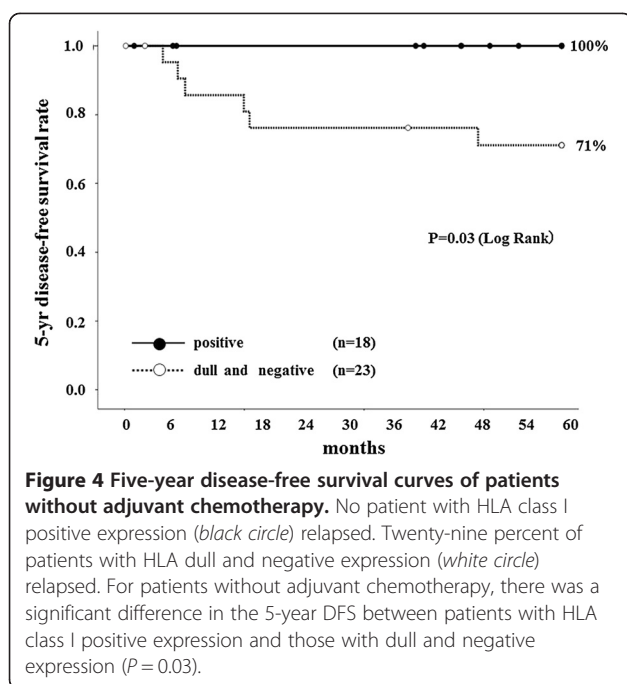 1.0
100%
0.8
71%
0.6
P=0.03 (Log Rank)
0.4
0.2
positive (n=18)
dull and negative (n=23)
0.0
5-yr disease-free survival rate
0 6 12 18 24 30 36 42 48 54 60
months
Figure 4 Five-year disease-free survival curves of patients
without adjuvant chemotherapy. No patient with HLA class I
positive expression (black circle) relapsed. Twenty-nine percent of
patients with HLA dull and negative expression (white circle)
relapsed. For patients without adjuvant chemotherapy, there was a
significant difference in the 5-year DFS between patients with HLA
class I positive expression and those with dull and negative
expression (P = 0.03).